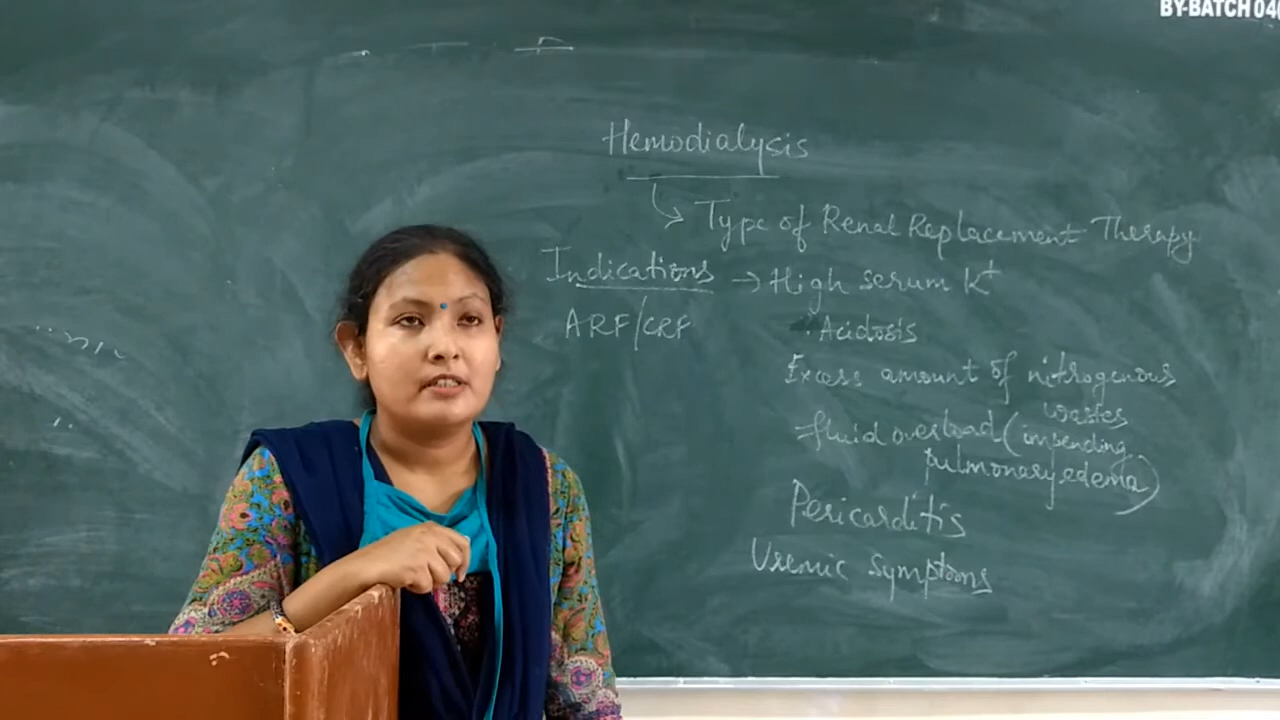 BY-BATCH 04
Hemodialysis
↳ Type of Renal Replacement Therapy
Indications → High serum K+
ARF/CRF
Acidosis
Excess amount of nitrogenous
wastes
fluid overload (impending
pulmonary edema)
Pericarditis
Uremic Symptoms